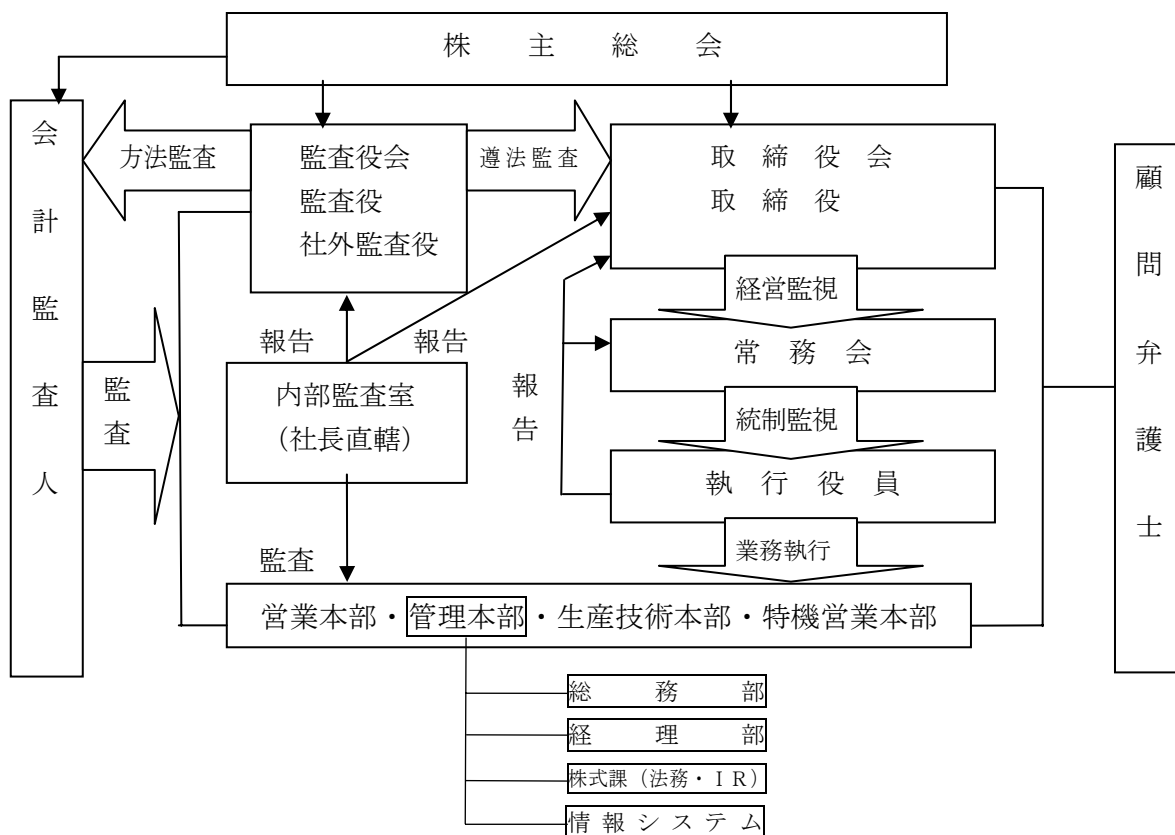 株主総会
会計監査人
方法監査
監査役会
監査役
社外監査役
遵法監査
取締役会
取締役
顧問弁護士
経営監視
報告
報告
常務会
監査
内部監査室
(社長直轄)
報告
統制監視
執行役員
監査
業務執行
営業本部・管理本部・生産技術本部・特機営業本部
総務部
経理部
株式課(法務・ＩＲ)
情報システム